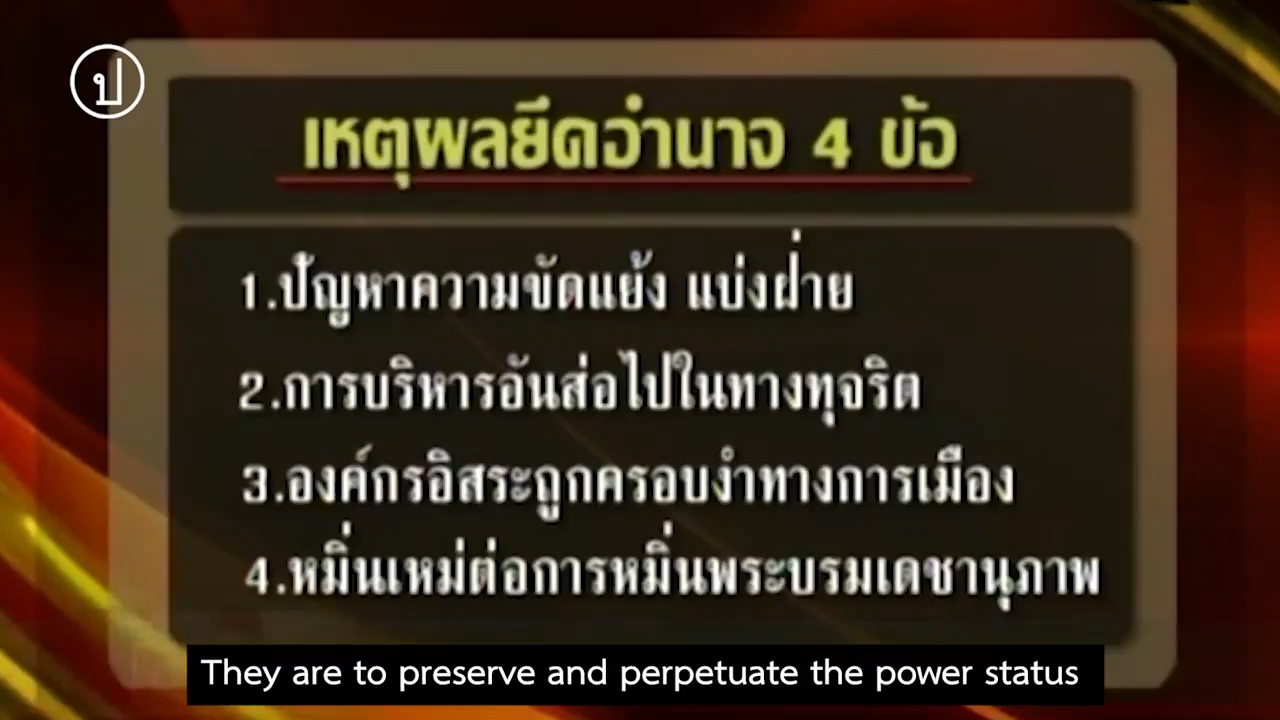 ป
เหตุผลยึดอำนาจ 4 ข้อ
1.ปัญหาความขัดแย้ง แบ่งฝ่าย
2.การบริหารอันส่อไปในทางทุจริต
3.องค์กรอิสระถูกครอบงำทางการเมือง
4.หมิ่นเหม่ต่อการหมิ่นพระบรมเดชานุภาพ
They are to preserve and perpetuate the power status